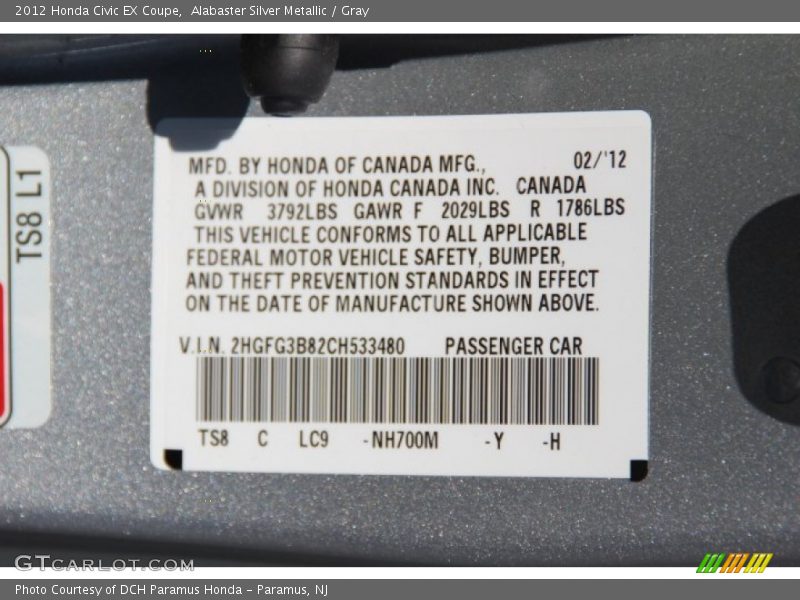 2012 Honda Civic EX Coupe, Alabaster Silver Metallic / Gray
TS8 L1
MFD. BY HONDA OF CANADA MFG., 02/'12
A DIVISION OF HONDA CANADA INC. CANADA
GVWR 3792LBS GAWR F 2029LBS R 1786LBS
THIS VEHICLE CONFORMS TO ALL APPLICABLE
FEDERAL MOTOR VEHICLE SAFETY, BUMPER,
AND THEFT PREVENTION STANDARDS IN EFFECT
ON THE DATE OF MANUFACTURE SHOWN ABOVE.
V.I.N. 2HGFG3B82CH533480 PASSENGER CAR
TS8 C LC9 -NH700M -Y -H
GTCARLOT.COM
Photo Courtesy of DCH Paramus Honda - Paramus, NJ